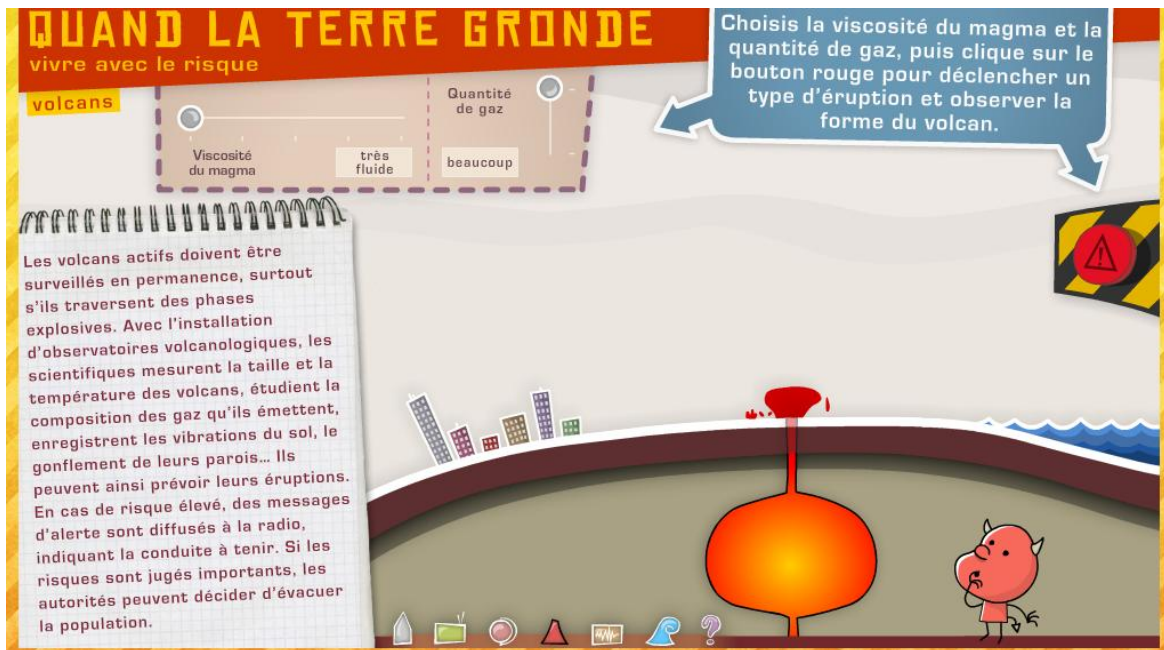 QUAND LA TERRE GRONDE
vivre avec le risque
volcans
Choisis la viscosité du magma et la
quantité de gaz, puis clique sur le
bouton rouge pour déclencher un
type d'éruption et observer la
forme du volcan.
Viscosité
du magma
très
fluide
Quantité
de gaz
beaucoup
Les volcans actifs doivent être
surveillés en permanence, surtout
s'ils traversent des phases
explosives. Avec l'installation
d'observatoires volcanologiques, les
scientifiques mesurent la taille et la
température des volcans, étudient la
composition des gaz qu'ils émettent,
enregistrent les vibrations du sol, le
gonflement de leurs parois... Ils
peuvent ainsi prévoir leurs éruptions.
En cas de risque élevé, des messages
d'alerte sont diffusés à la radio,
indiquant la conduite à tenir. Si les
risques sont jugés importants, les
autorités peuvent décider d'évacuer
la population.
?